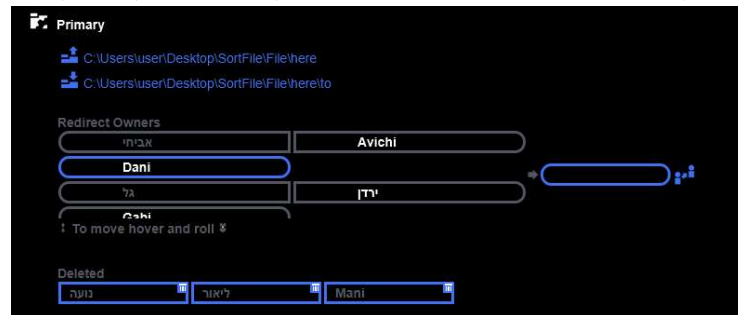 Primary
C:\Users\user\Desktop\SortFile\File\here
C:\Users\user\Desktop\SortFile\File\here\to
Redirect Owners
אביחי Avichi
Dani
גל ירדן
Gabi
To move hover and roll
Deleted
נועה ליאור Mani